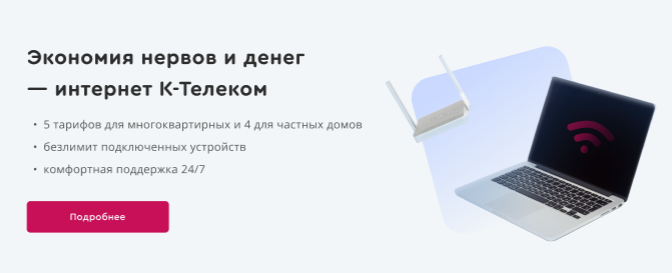 Экономия нервов и денег
— интернет К-Телеком
• 5 тарифов для многоквартирных и 4 для частных домов
• безлимит подключенных устройств
• комфортная поддержка 24/7
Подробнее